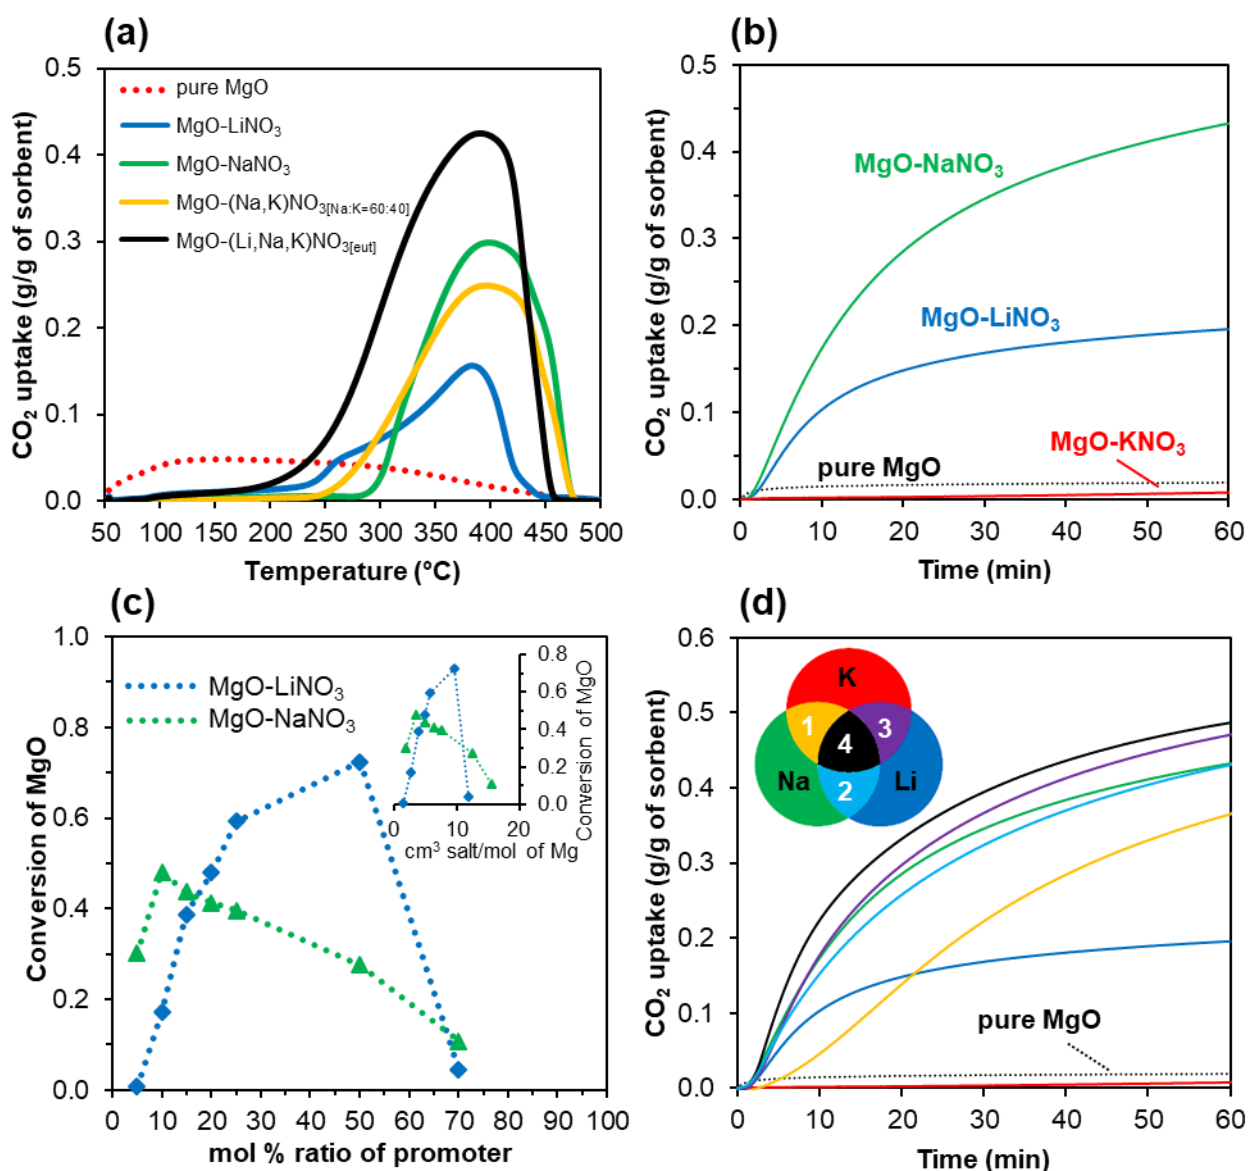 (a)
0.5
0.4
0.3
0.2
0.1
0.0
CO2 uptake (g/g of sorbent)
pure MgO
MgO-LiNO3
MgO-NaNO3
MgO-(Na,K)NO3[Na:K=60:40]
MgO-(Li,Na,K)NO3[eut]
50 100 150 200 250 300 350 400 450 500
Temperature (°C)
(b)
0.5
0.4
0.3
0.2
0.1
0.0
CO2 uptake (g/g of sorbent)
MgO-NaNO3
MgO-LiNO3
MgO-KNO3
pure MgO
0 10 20 30 40 50 60
Time (min)
(c)
1.0
0.8
0.6
0.4
0.2
0.0
Conversion of MgO
MgO-LiNO3
MgO-NaNO3
0.8
0.6
0.4
0.2
0.0
Conversion of MgO
0 10 20
cm3 salt/mol of Mg
0 10 20 30 40 50 60 70 80 90 100
mol % ratio of promoter
(d)
0.6
0.5
0.4
0.3
0.2
0.1
0.0
CO2 uptake (g/g of sorbent)
K
1
3
4
Na
2
Li
pure MgO
0 10 20 30 40 50 60
Time (min)